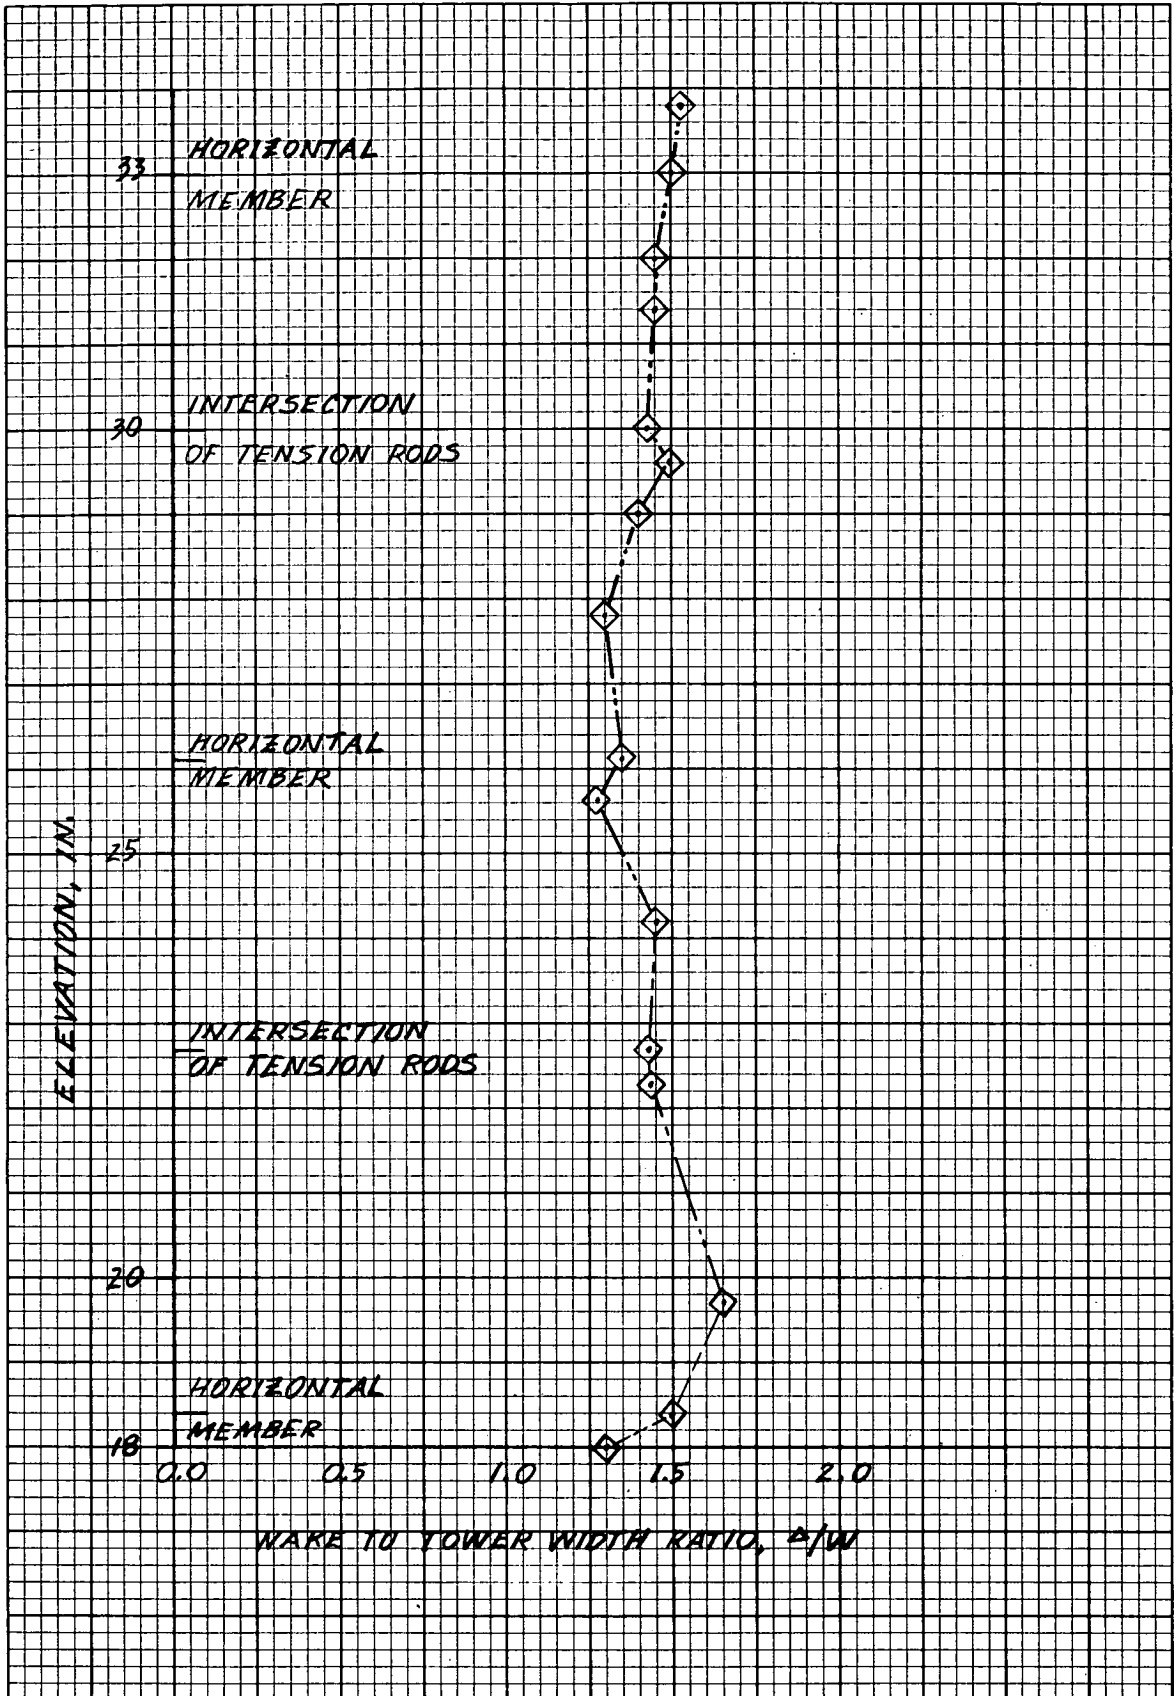 HORIZONTAL
33
MEMBER
INTERSECTION
30
OF TENSION RODS
HORIZONTAL
MEMBER
25
ELEVATION, IN.
INTERSECTION
OF TENSION RODS
20
HORIZONTAL
MEMBER
18
0.0 0.5 1.0 1.5 2.0
WAKE TO TOWER WIDTH RATIO, Δ/W